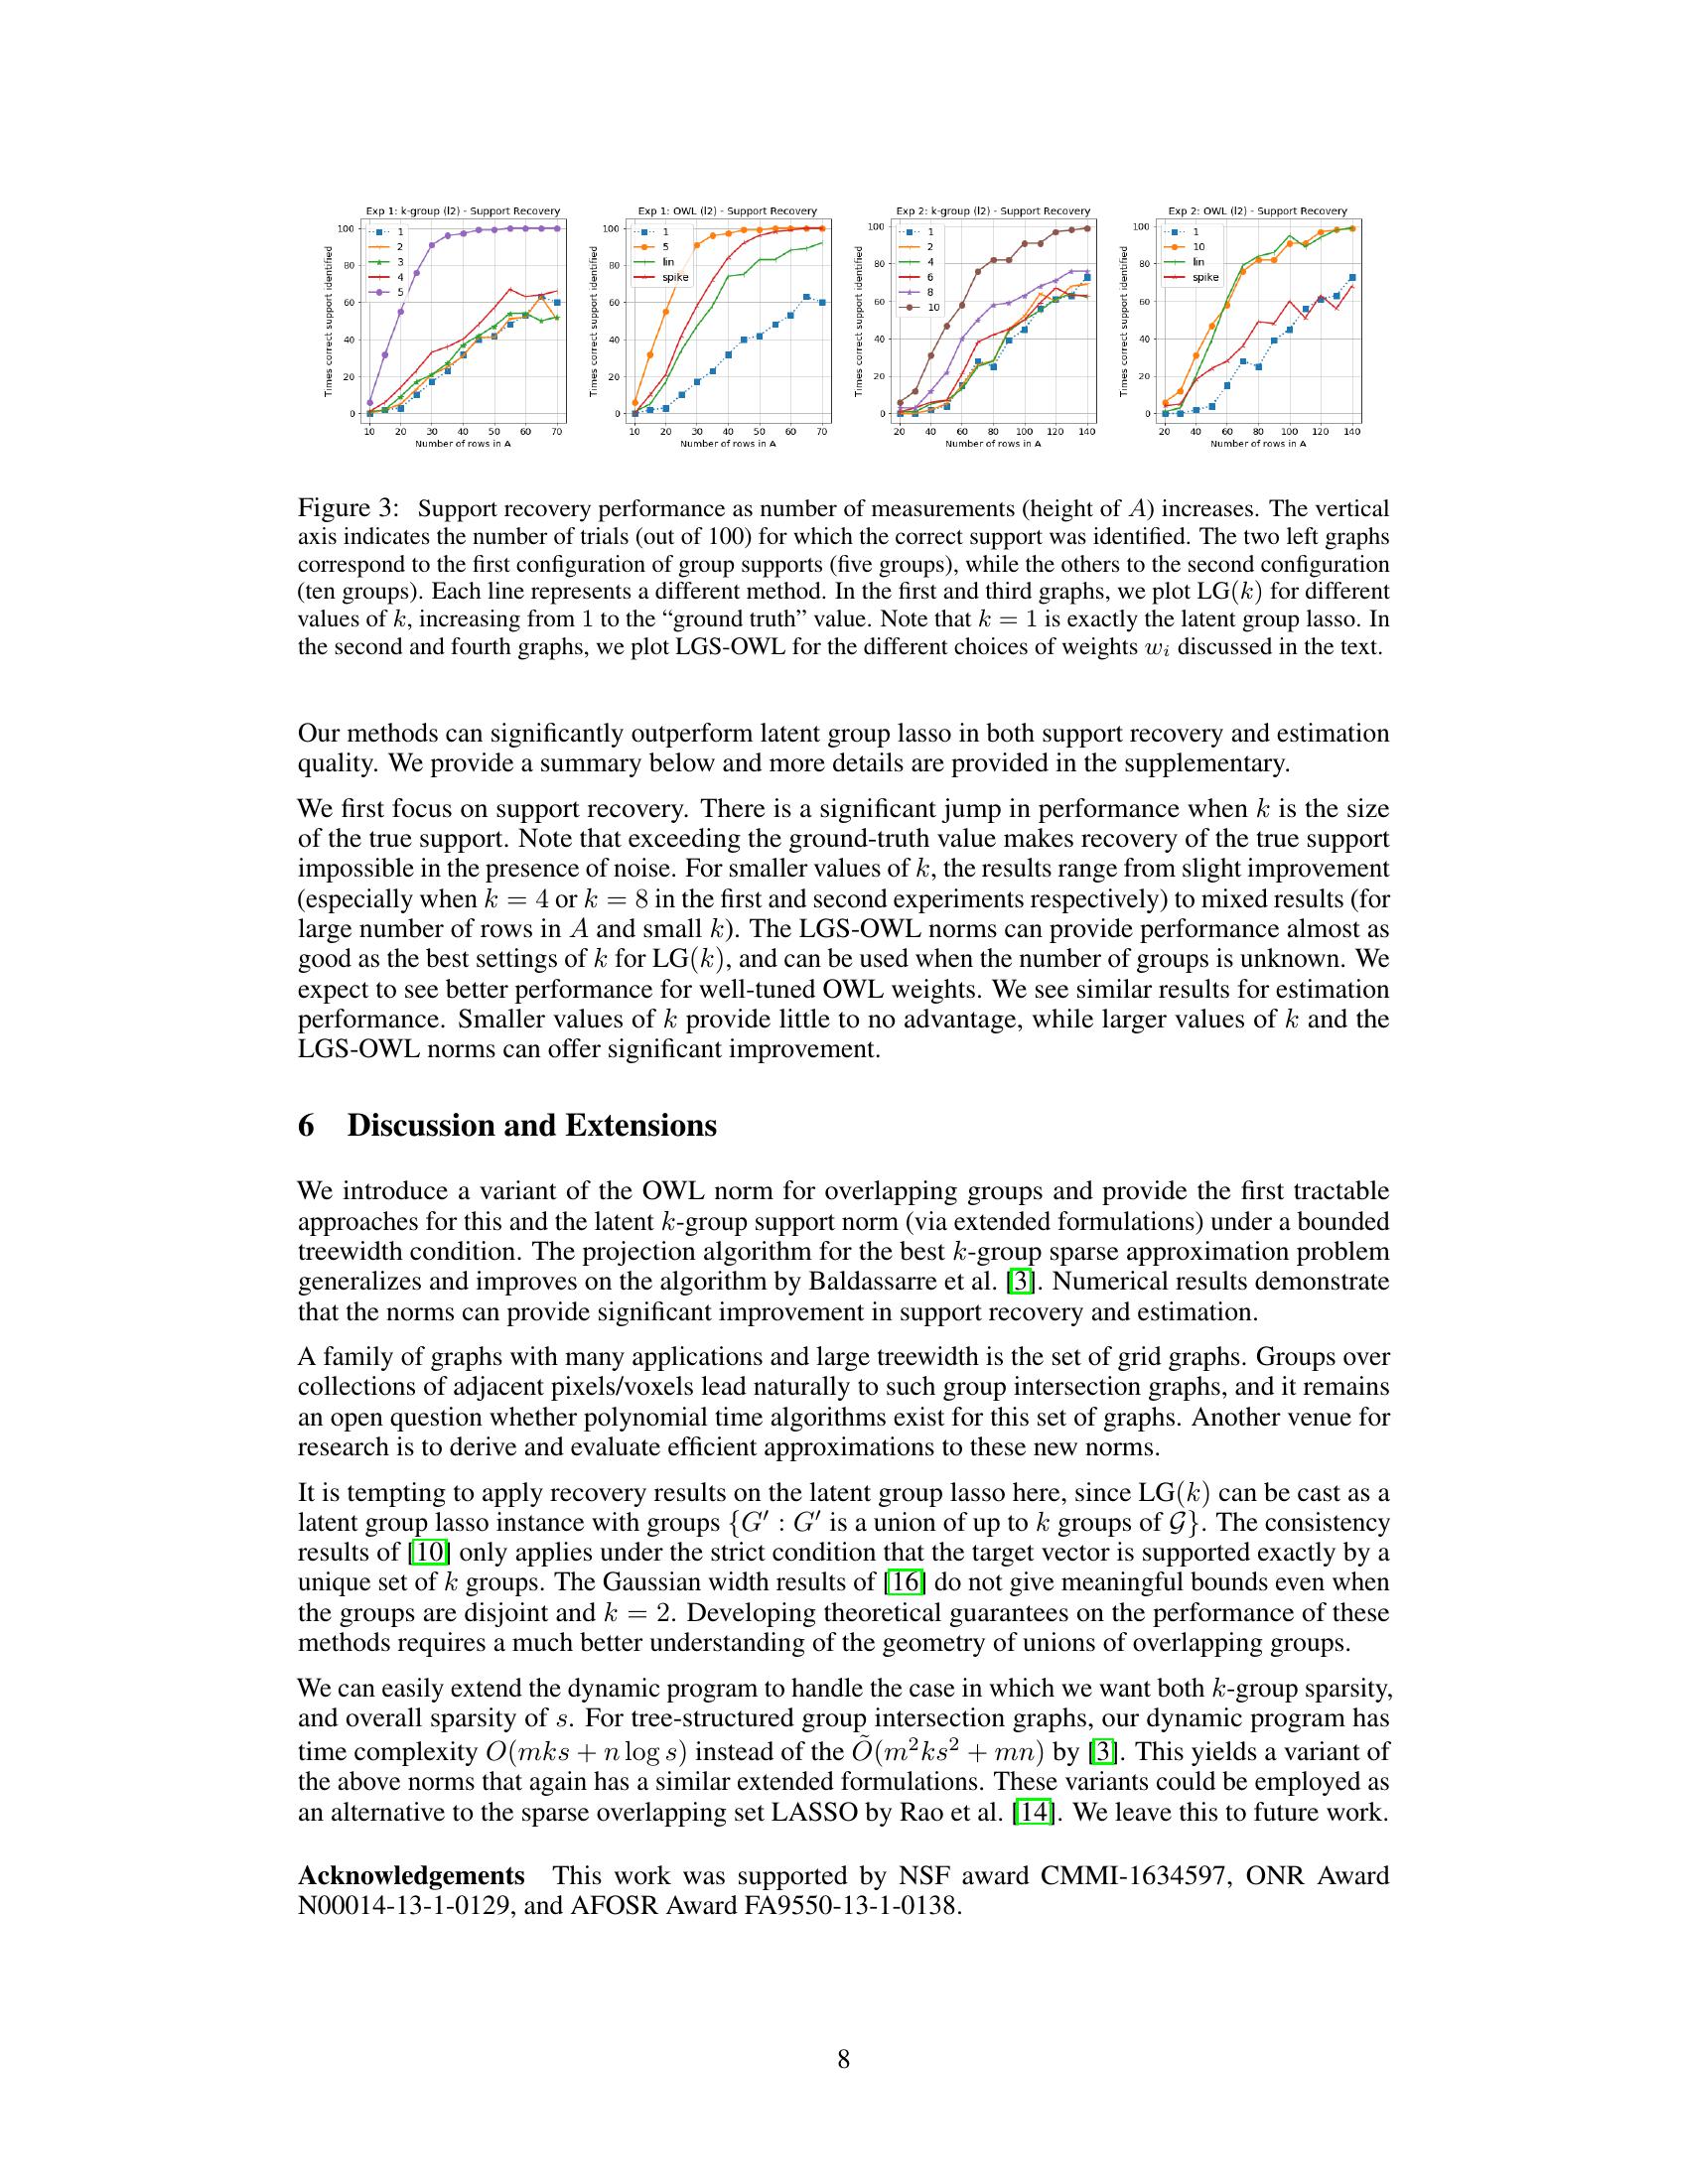 Exp 1: k-group (l2) - Support Recovery
Times correct support identified
100
80
60
40
20
0
1
2
3
4
5
10 20 30 40 50 60 70
Number of rows in A
Exp 1: OWL (l2) - Support Recovery
Times correct support identified
100
80
60
40
20
0
1
5
lin
spike
10 20 30 40 50 60 70
Number of rows in A
Exp 2: k-group (l2) - Support Recovery
Times correct support identified
100
80
60
40
20
0
1
2
4
6
8
10
20 40 60 80 100 120 140
Number of rows in A
Exp 2: OWL (l2) - Support Recovery
Times correct support identified
100
80
60
40
20
0
1
10
lin
spike
20 40 60 80 100 120 140
Number of rows in A
Figure 3: Support recovery performance as number of measurements (height of A) increases. The vertical
axis indicates the number of trials (out of 100) for which the correct support was identified. The two left graphs
correspond to the first configuration of group supports (five groups), while the others to the second configuration
(ten groups). Each line represents a different method. In the first and third graphs, we plot LG(k) for different
values of k, increasing from 1 to the “ground truth” value. Note that k = 1 is exactly the latent group lasso. In
the second and fourth graphs, we plot LGS-OWL for the different choices of weights wᵢ discussed in the text.
Our methods can significantly outperform latent group lasso in both support recovery and estimation
quality. We provide a summary below and more details are provided in the supplementary.
We first focus on support recovery. There is a significant jump in performance when k is the size
of the true support. Note that exceeding the ground-truth value makes recovery of the true support
impossible in the presence of noise. For smaller values of k, the results range from slight improvement
(especially when k = 4 or k = 8 in the first and second experiments respectively) to mixed results (for
large number of rows in A and small k). The LGS-OWL norms can provide performance almost as
good as the best settings of k for LG(k), and can be used when the number of groups is unknown. We
expect to see better performance for well-tuned OWL weights. We see similar results for estimation
performance. Smaller values of k provide little to no advantage, while larger values of k and the
LGS-OWL norms can offer significant improvement.
6 Discussion and Extensions
We introduce a variant of the OWL norm for overlapping groups and provide the first tractable
approaches for this and the latent k-group support norm (via extended formulations) under a bounded
treewidth condition. The projection algorithm for the best k-group sparse approximation problem
generalizes and improves on the algorithm by Baldassarre et al. [3]. Numerical results demonstrate
that the norms can provide significant improvement in support recovery and estimation.
A family of graphs with many applications and large treewidth is the set of grid graphs. Groups over
collections of adjacent pixels/voxels lead naturally to such group intersection graphs, and it remains
an open question whether polynomial time algorithms exist for this set of graphs. Another venue for
research is to derive and evaluate efficient approximations to these new norms.
It is tempting to apply recovery results on the latent group lasso here, since LG(k) can be cast as a
latent group lasso instance with groups {G′ : G′ is a union of up to k groups of 𝒢}. The consistency
results of [10] only applies under the strict condition that the target vector is supported exactly by a
unique set of k groups. The Gaussian width results of [16] do not give meaningful bounds even when
the groups are disjoint and k = 2. Developing theoretical guarantees on the performance of these
methods requires a much better understanding of the geometry of unions of overlapping groups.
We can easily extend the dynamic program to handle the case in which we want both k-group sparsity,
and overall sparsity of s. For tree-structured group intersection graphs, our dynamic program has
time complexity O(mks + n log s) instead of the Õ(m²ks² + mn) by [3]. This yields a variant of
the above norms that again has a similar extended formulations. These variants could be employed as
an alternative to the sparse overlapping set LASSO by Rao et al. [14]. We leave this to future work.
Acknowledgements This work was supported by NSF award CMMI-1634597, ONR Award
N00014-13-1-0129, and AFOSR Award FA9550-13-1-0138.
8